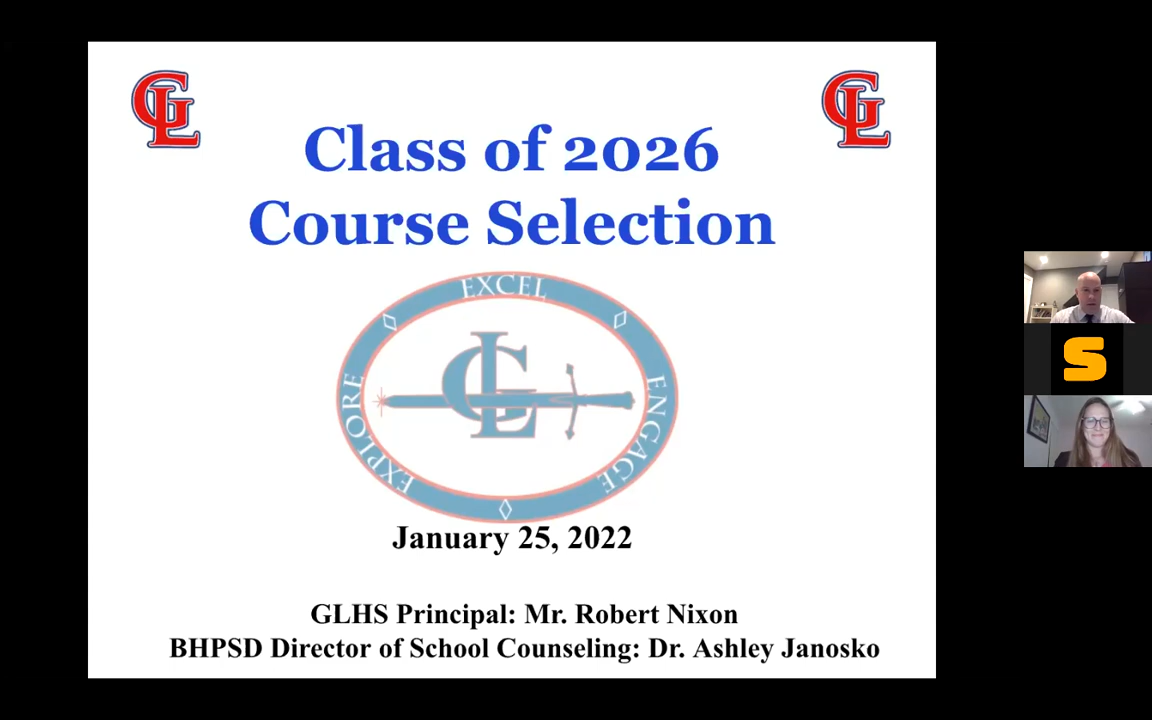 GL
GL
Class of 2026
Course Selection
EXCEL
EXPLORE
ENGAGE
GL
January 25, 2022
GLHS Principal: Mr. Robert Nixon
BHPSD Director of School Counseling: Dr. Ashley Janosko
S